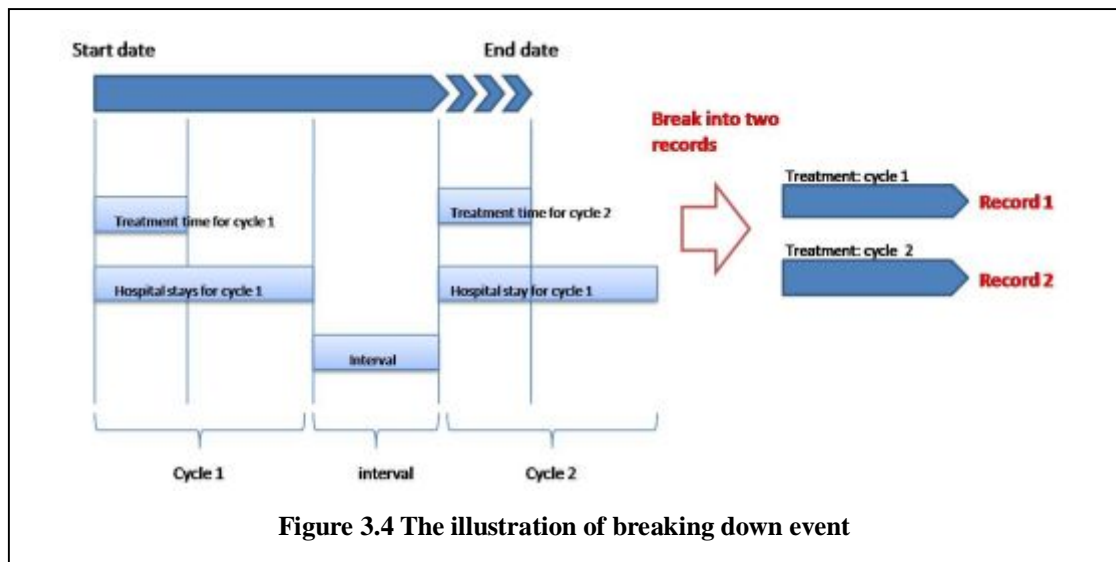 Start date
End date
Break into two
records
Treatment: cycle 1
Record 1
Treatment time for cycle 1
Treatment time for cycle 2
Treatment: cycle 2
Record 2
Hospital stays for cycle 1
Hospital stay for cycle 1
Interval
Cycle 1
interval
Cycle 2
Figure 3.4 The illustration of breaking down event